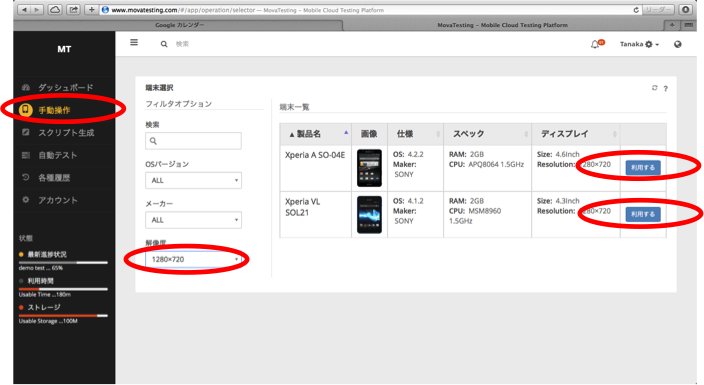 www.movatesting.com/#/app/operation/selector — MovaTesting - Mobile Cloud Testing Platform
リーダー
Google カレンダー
MovaTesting - Mobile Cloud Testing Platform
MT
検索
Tanaka
ダッシュボード
手動操作
スクリプト生成
自動テスト
各種履歴
アカウント
状態
最新進捗状況
demo test ... 65%
利用時間
Usable Time ...180m
ストレージ
Usable Storage ...100M
端末選択
?
フィルタオプション
検索
OSバージョン
ALL
メーカー
ALL
解像度
1280×720
端末一覧
▲製品名 画像 仕様 スペック ディスプレイ
Xperia A SO-04E
OS: 4.2.2
Maker:
SONY
RAM: 2GB
CPU: APQ8064 1.5GHz
Size: 4.6Inch
Resolution: 1280×720
利用する
Xperia VL
SOL21
OS: 4.1.2
Maker:
SONY
RAM: 2GB
CPU: MSM8960
1.5GHz
Size: 4.3Inch
Resolution: 1280×720
利用する